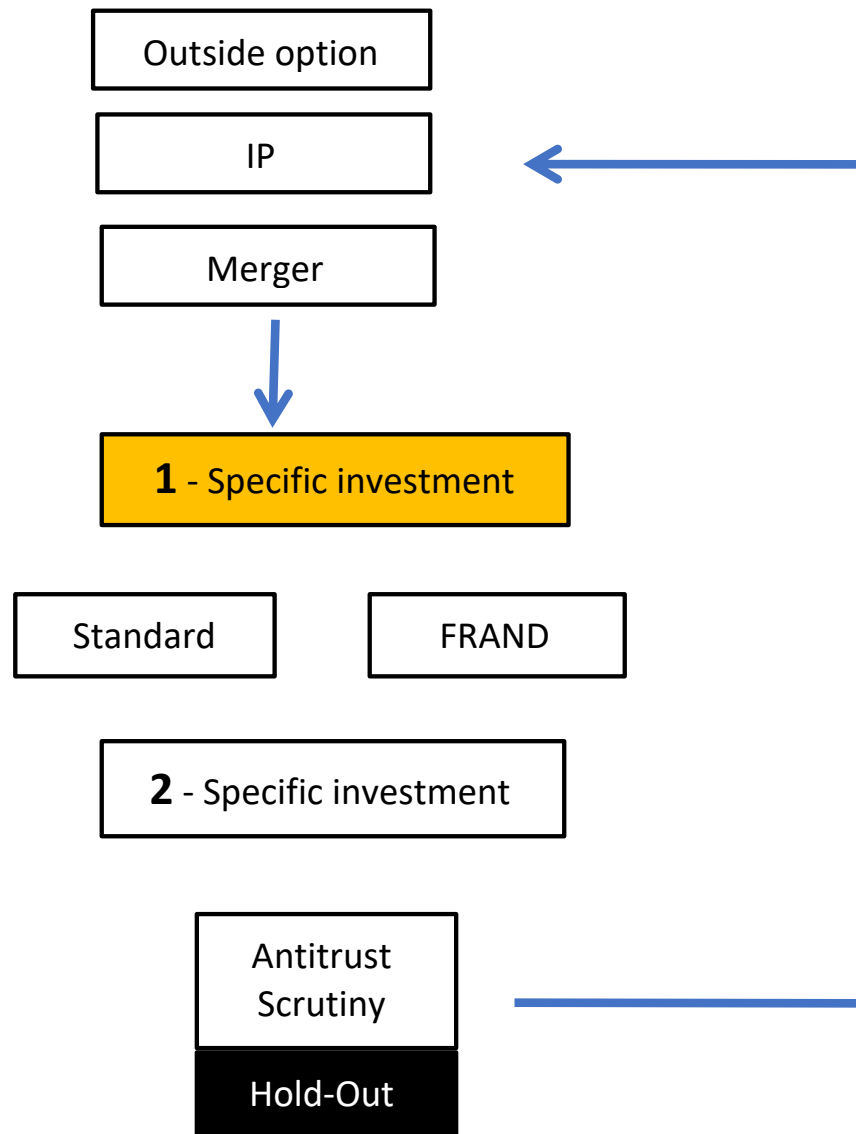 Outside option
IP
Merger
1 - Specific investment
Standard
FRAND
2 - Specific investment
Antitrust
Scrutiny
Hold-Out